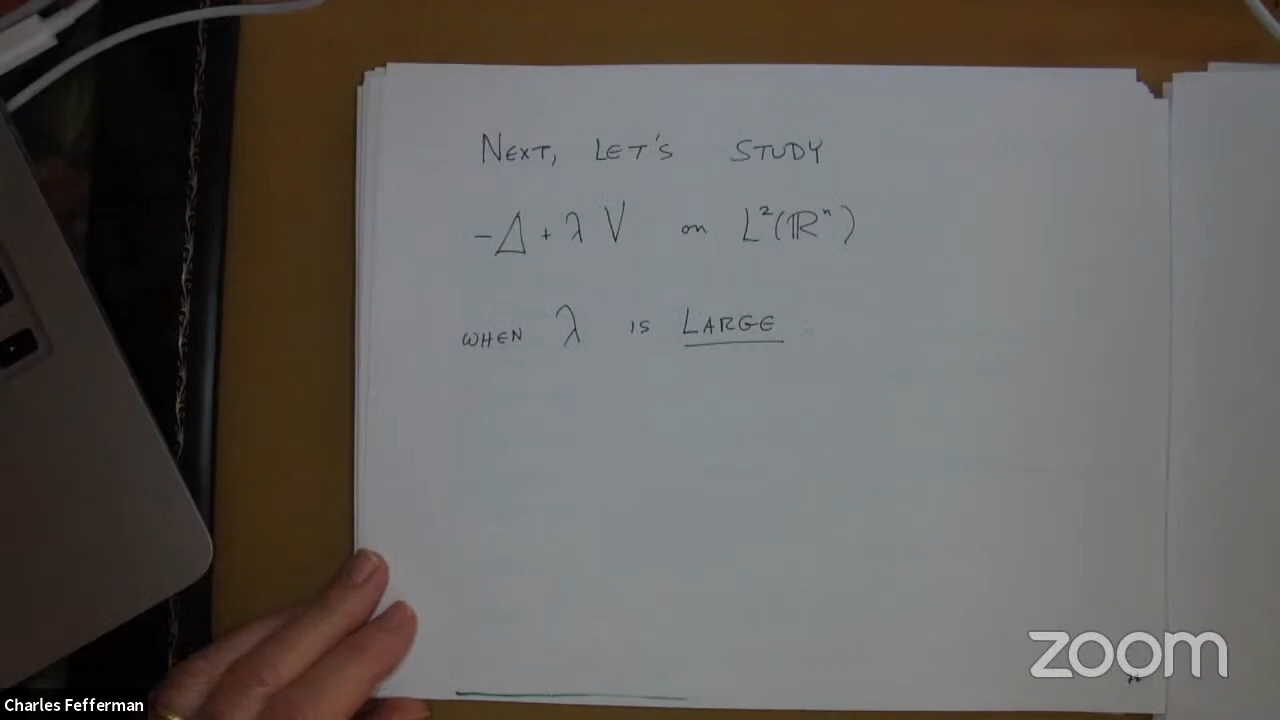 NEXT, LET'S STUDY
-Δ + λ V on L²(ℝⁿ)
WHEN λ IS LARGE
zoom
Charles Fefferman